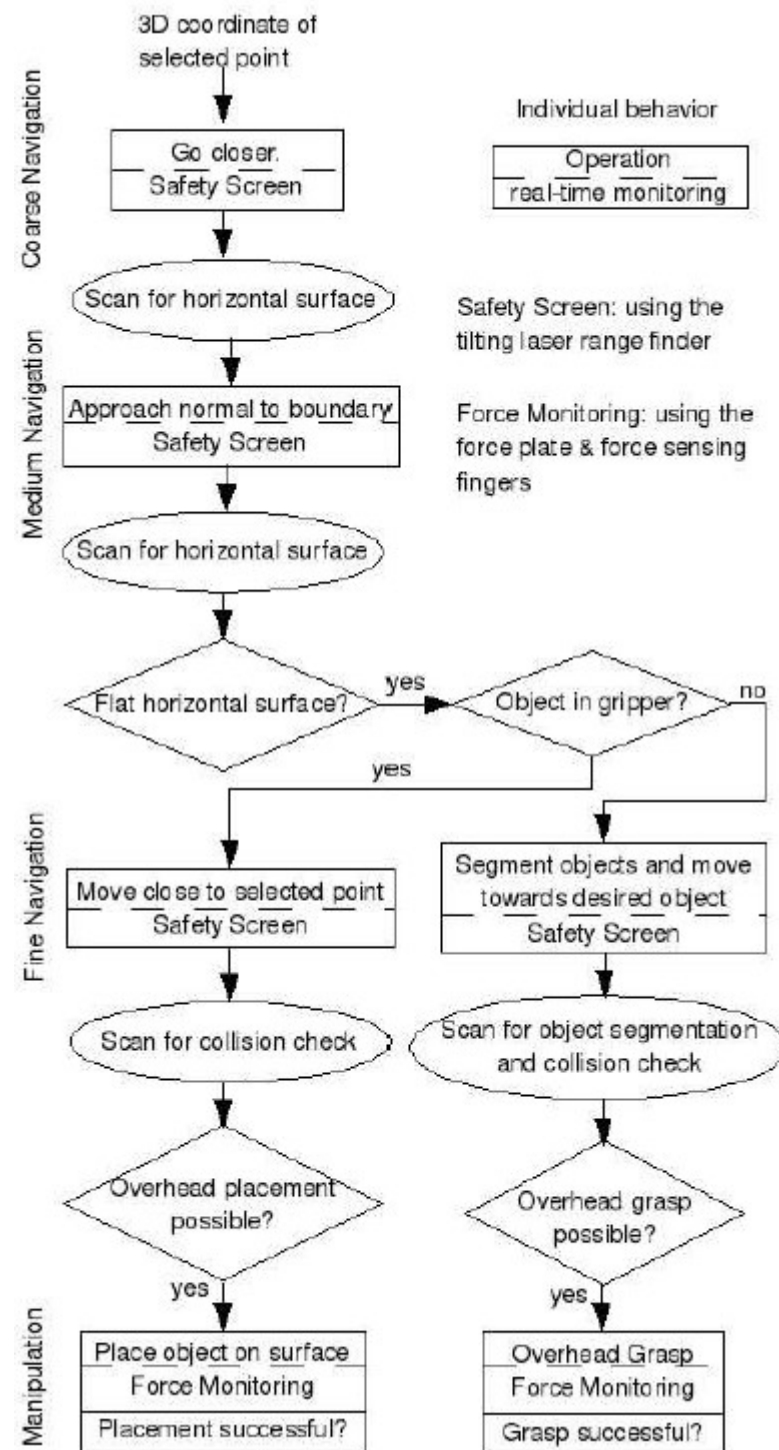 3D coordinate of
selected point
Coarse Navigation
Go closer.
Safety Screen
Individual behavior
Operation
real-time monitoring
Scan for horizontal surface
Safety Screen: using the
tilting laser range finder
Medium Navigation
Approach normal to boundary
Safety Screen
Force Monitoring: using the
force plate & force sensing
fingers
Scan for horizontal surface
Flat horizontal surface?
yes
Object in gripper?
no
yes
Fine Navigation
Move close to selected point
Safety Screen
Segment objects and move
towards desired object
Safety Screen
Scan for collision check
Scan for object segmentation
and collision check
Overhead placement
possible?
Overhead grasp
possible?
yes
yes
Manipulation
Place object on surface
Force Monitoring
Placement successful?
Overhead Grasp
Force Monitoring
Grasp successful?